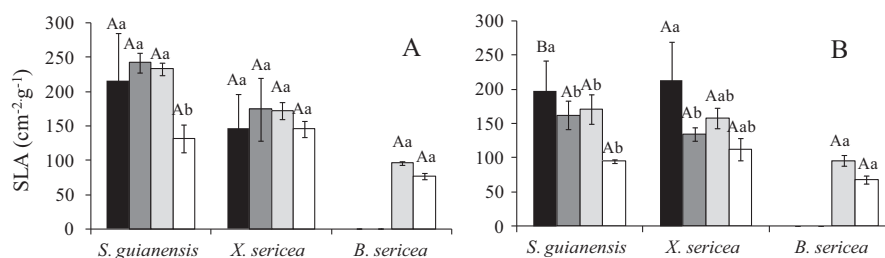 300
250
200
150
100
50
0
SLA (cm⁻²·g⁻¹)
Aa Aa Aa Ab
Aa Aa Aa Aa
Aa Aa
A
S. guianensis X. sericea B. sericea
300
250
200
150
100
50
0
Ba Ab Ab Ab
Aa Ab Aab Aab
Aa Aa
B
S. guianensis X. sericea B. sericea